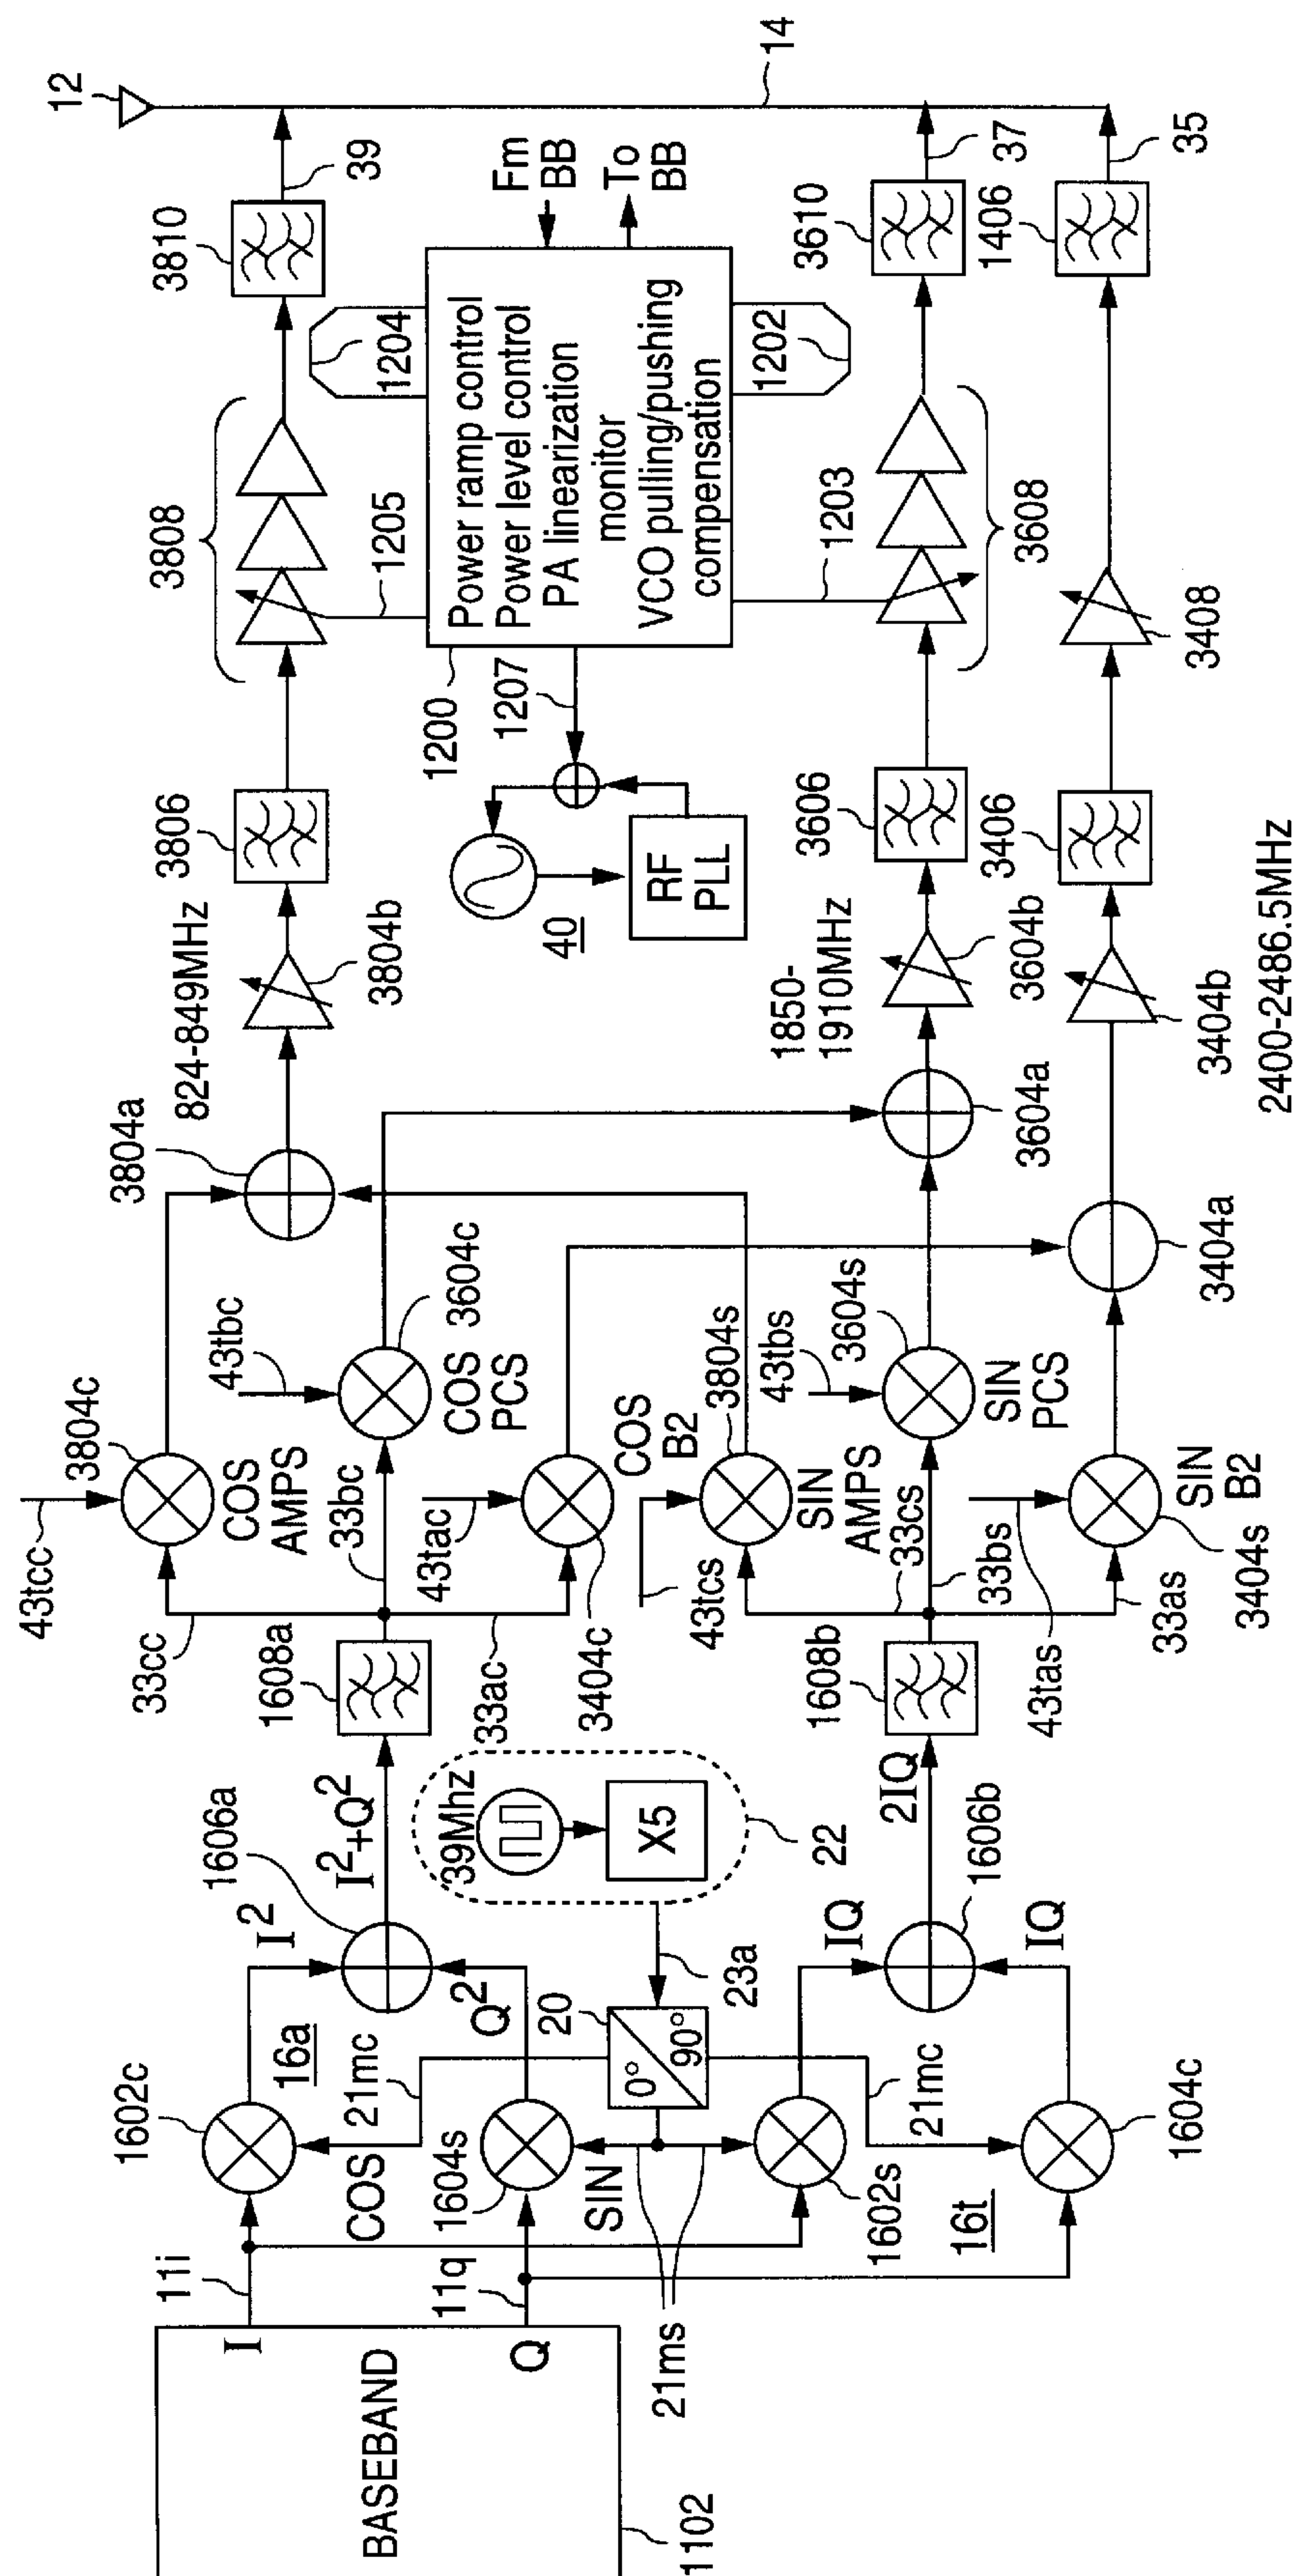 12
14
39
3810
Fm
BB
To
BB
37
35
3610
1406
3808
1205
1204
Power ramp control
Power level control
PA linearization
monitor
VCO pulling/pushing
compensation
1202
1203
3608
3408
1200
1207
3806
824-849MHz
3804b
40
RF
PLL
3606
3406
1850-
1910MHz
3604b
3404b
2400-2486.5MHz
3804a
3604a
3404a
43tcc
3804c
COS
AMPS
43tbc
3604c
COS
PCS
33bc
43tac
COS
B2
3804s
43tcs
SIN
AMPS
33cs
43tbs
3604s
SIN
PCS
33bs
SIN
B2
3404s
33as
43tas
33cc
1608a
33ac
3404c
1608b
1606a
I²
I²+Q²
Q²
39Mhz
X5
22
2IQ
1606b
IQ
IQ
23a
20
0°
90°
1602c
16a
21mc
COS
1604s
SIN
1602s
21mc
16t
1604c
11i
11q
21ms
I
Q
BASEBAND
1102